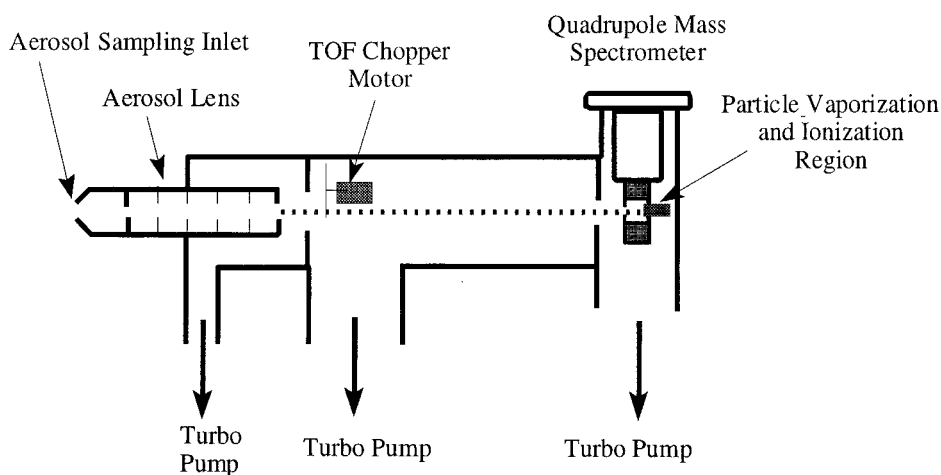 Quadrupole Mass
Spectrometer
Aerosol Sampling Inlet
TOF Chopper
Motor
Aerosol Lens
Particle Vaporization
and Ionization
Region
Turbo
Pump
Turbo Pump
Turbo Pump